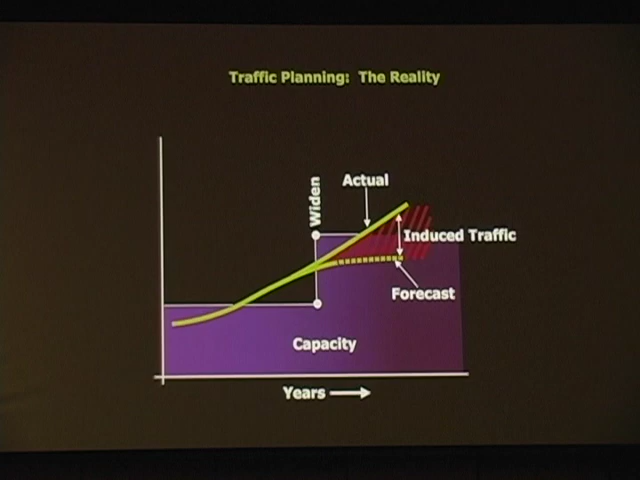 Traffic Planning: The Reality
Widen
Actual
Induced Traffic
Forecast
Capacity
Years